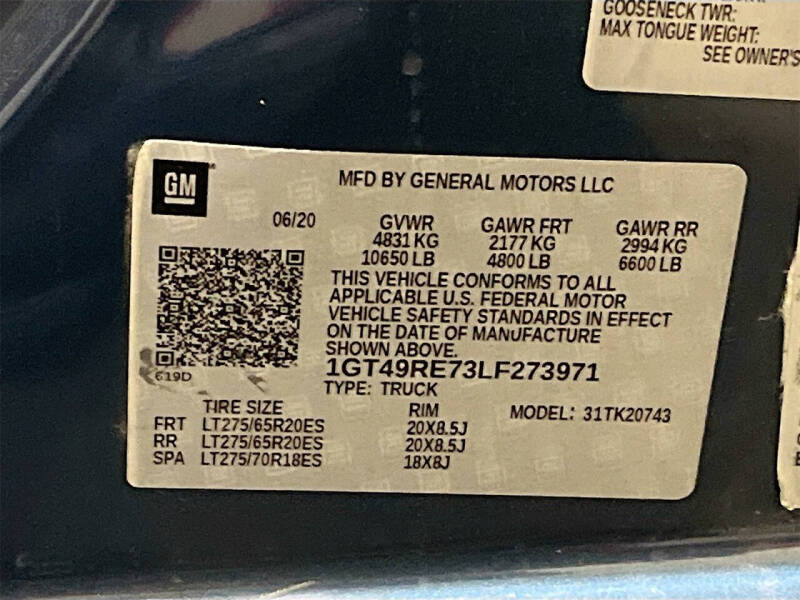 GOOSENECK TWR:
MAX TONGUE WEIGHT:
SEE OWNER'S
GM
MFD BY GENERAL MOTORS LLC
06/20 GVWR GAWR FRT GAWR RR
4831 KG 2177 KG 2994 KG
10650 LB 4800 LB 6600 LB
THIS VEHICLE CONFORMS TO ALL
APPLICABLE U.S. FEDERAL MOTOR
VEHICLE SAFETY STANDARDS IN EFFECT
ON THE DATE OF MANUFACTURE
SHOWN ABOVE.
1GT49RE73LF273971
619D
TYPE: TRUCK
TIRE SIZE RIM MODEL: 31TK20743
FRT LT275/65R20ES 20X8.5J
RR LT275/65R20ES 20X8.5J
SPA LT275/70R18ES 18X8J